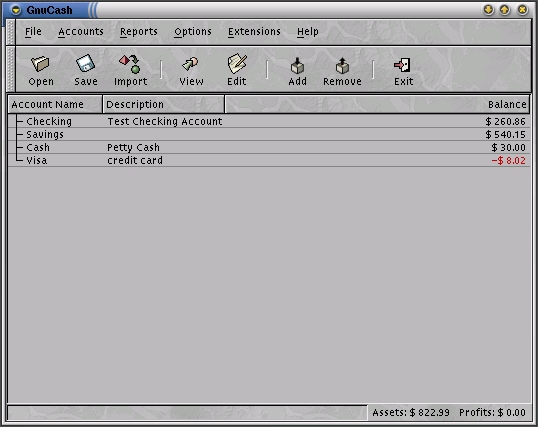 GnuCash
File Accounts Reports Options Extensions Help
Open Save Import View Edit Add Remove Exit
Account Name Description Balance
Checking Test Checking Account $ 260.86
Savings $ 540.15
Cash Petty Cash $ 30.00
Visa credit card -$ 8.02
Assets: $ 822.99 Profits: $ 0.00